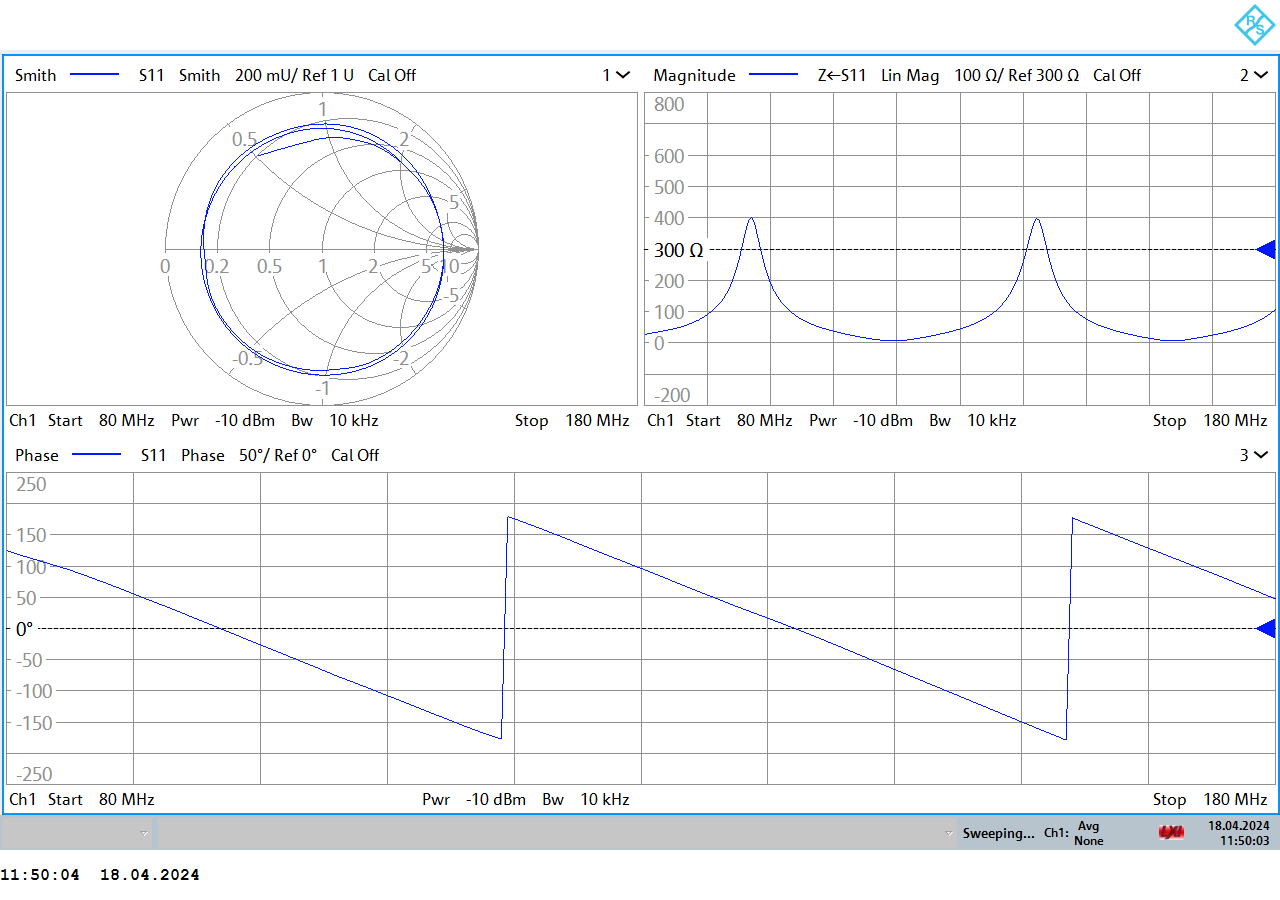 R S
Smith S11 Smith 200 mU/ Ref 1 U Cal Off 1
1
0.5 2
5
0 0.2 0.5 1 2 5 10
-5
-0.5 -2
-1
Ch1 Start 80 MHz Pwr -10 dBm Bw 10 kHz Stop 180 MHz
Magnitude Z←S11 Lin Mag 100 Ω/ Ref 300 Ω Cal Off 2
800
600
500
400
300 Ω
200
100
0
-200
Ch1 Start 80 MHz Pwr -10 dBm Bw 10 kHz Stop 180 MHz
Phase S11 Phase 50°/ Ref 0° Cal Off 3
250
150
100
50
0°
-50
-100
-150
-250
Ch1 Start 80 MHz Pwr -10 dBm Bw 10 kHz Stop 180 MHz
Sweeping... Ch1: Avg None LXI 18.04.2024 11:50:03
11:50:04 18.04.2024